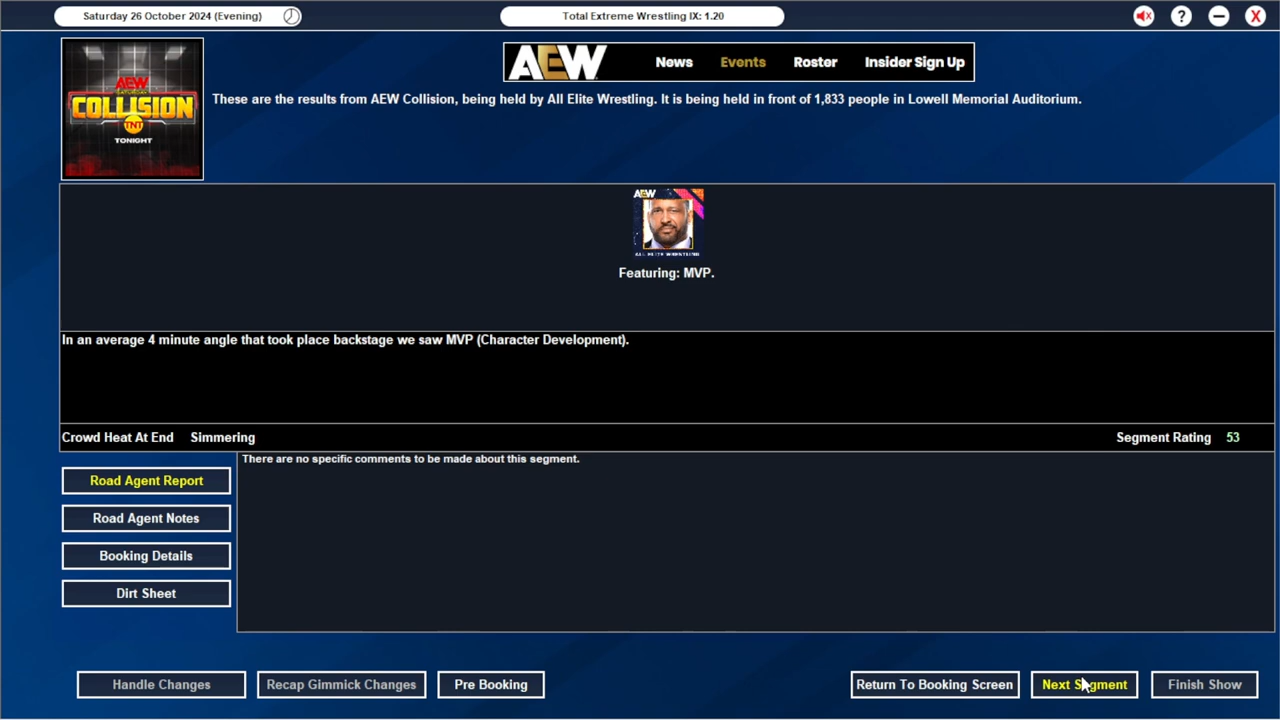 Saturday 26 October 2024 (Evening)
Total Extreme Wrestling IX: 1.20
?
X
AEW
COLLISION
TNT
TONIGHT
AEW News Events Roster Insider Sign Up
These are the results from AEW Collision, being held by All Elite Wrestling. It is being held in front of 1,833 people in Lowell Memorial Auditorium.
AEW
ALL ELITE WRESTLING
Featuring: MVP.
In an average 4 minute angle that took place backstage we saw MVP (Character Development).
Crowd Heat At End Simmering Segment Rating 53
There are no specific comments to be made about this segment.
Road Agent Report
Road Agent Notes
Booking Details
Dirt Sheet
Handle Changes Recap Gimmick Changes Pre Booking Return To Booking Screen Next Segment Finish Show